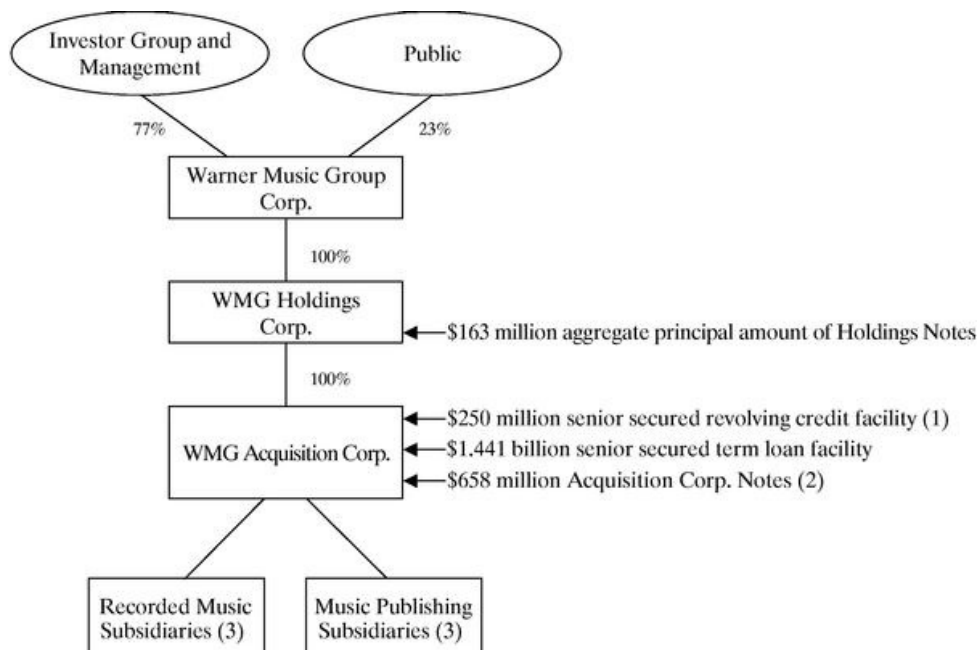 Investor Group and
Management
Public
77%
23%
Warner Music Group
Corp.
100%
WMG Holdings
Corp.
$163 million aggregate principal amount of Holdings Notes
100%
$250 million senior secured revolving credit facility (1)
WMG Acquisition Corp.
$1.441 billion senior secured term loan facility
$658 million Acquisition Corp. Notes (2)
Recorded Music
Subsidiaries (3)
Music Publishing
Subsidiaries (3)